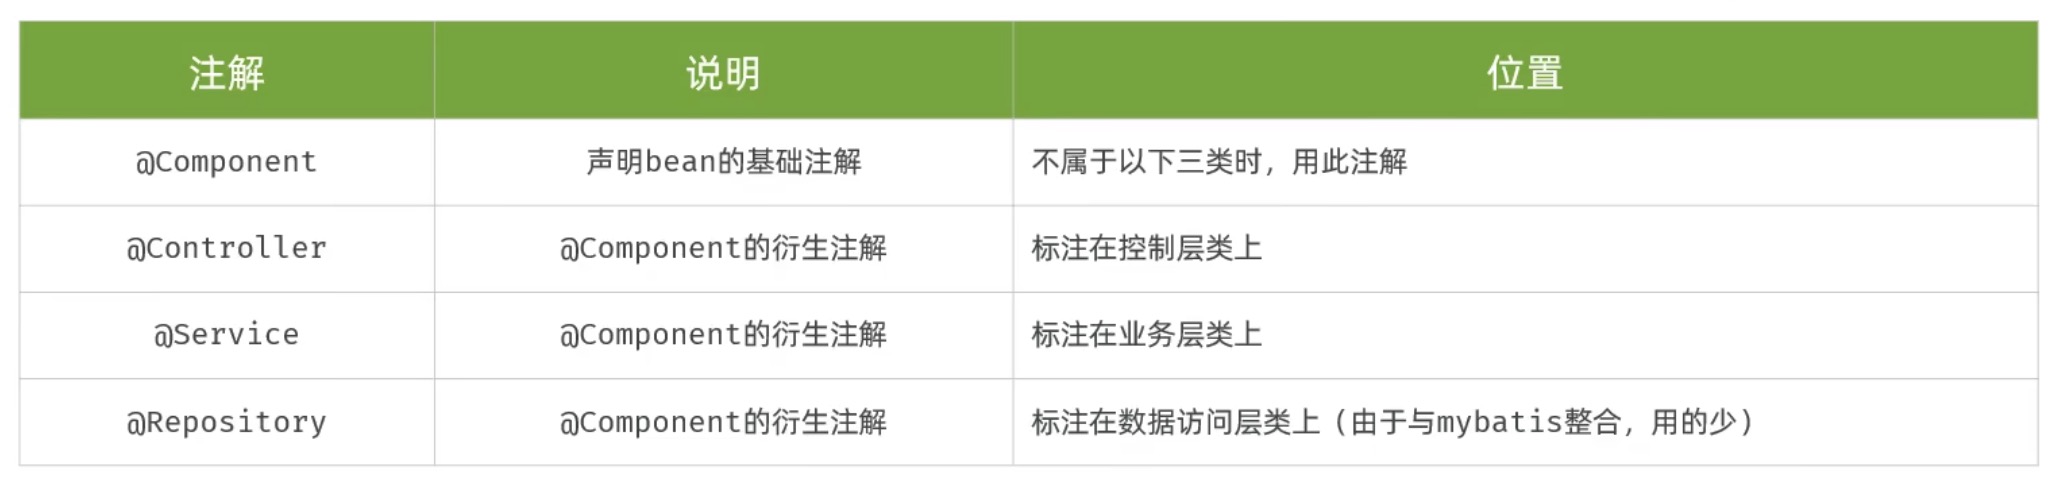 注解 说明 位置
@Component 声明bean的基础注解 不属于以下三类时，用此注解
@Controller @Component的衍生注解 标注在控制层类上
@Service @Component的衍生注解 标注在业务层类上
@Repository @Component的衍生注解 标注在数据访问层类上（由于与mybatis整合，用的少）